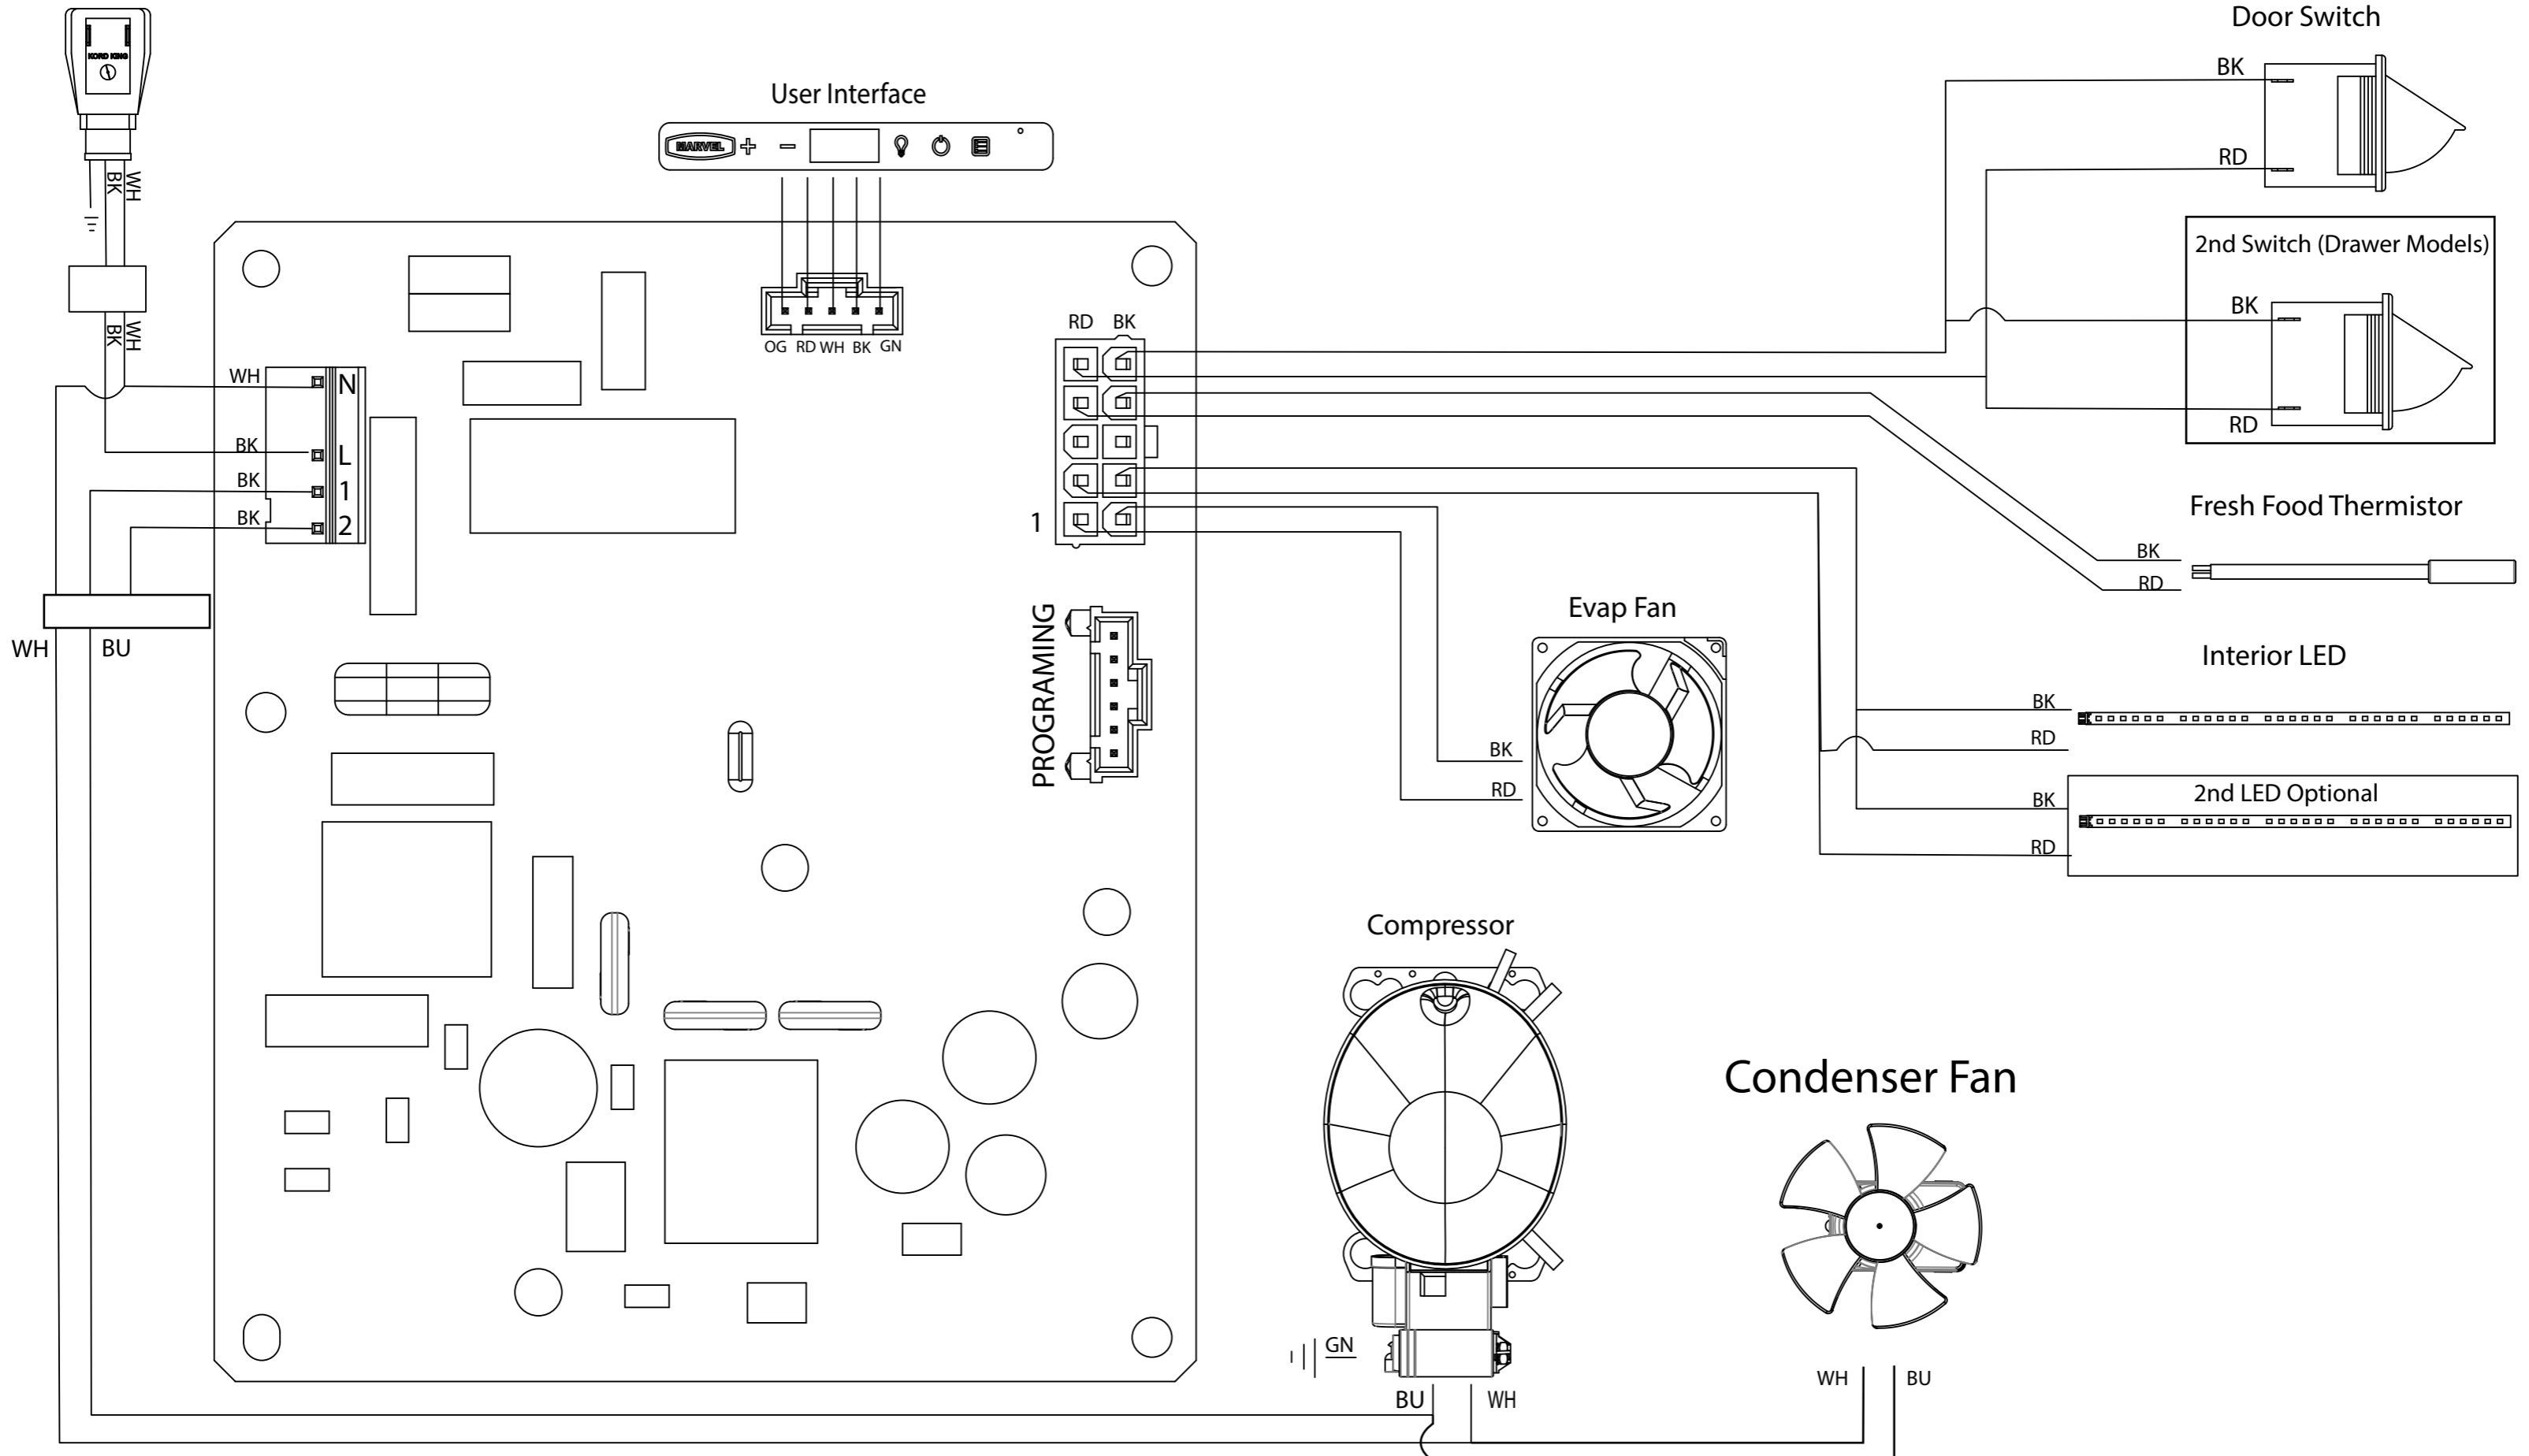 Door Switch
KORD KING
BK
User Interface
MARVEL
RD
BK
WH
2nd Switch (Drawer Models)
BK
RD BK
BK
WH
OG RD WH BK GN
WH
N
RD
BK
L
BK
1
Fresh Food Thermistor
BK
2
1
BK
RD
PROGRAMING
Evap Fan
WH
BU
Interior LED
BK
RD
BK
RD
2nd LED Optional
BK
RD
Compressor
Condenser Fan
GN
WH
BU
BU
WH